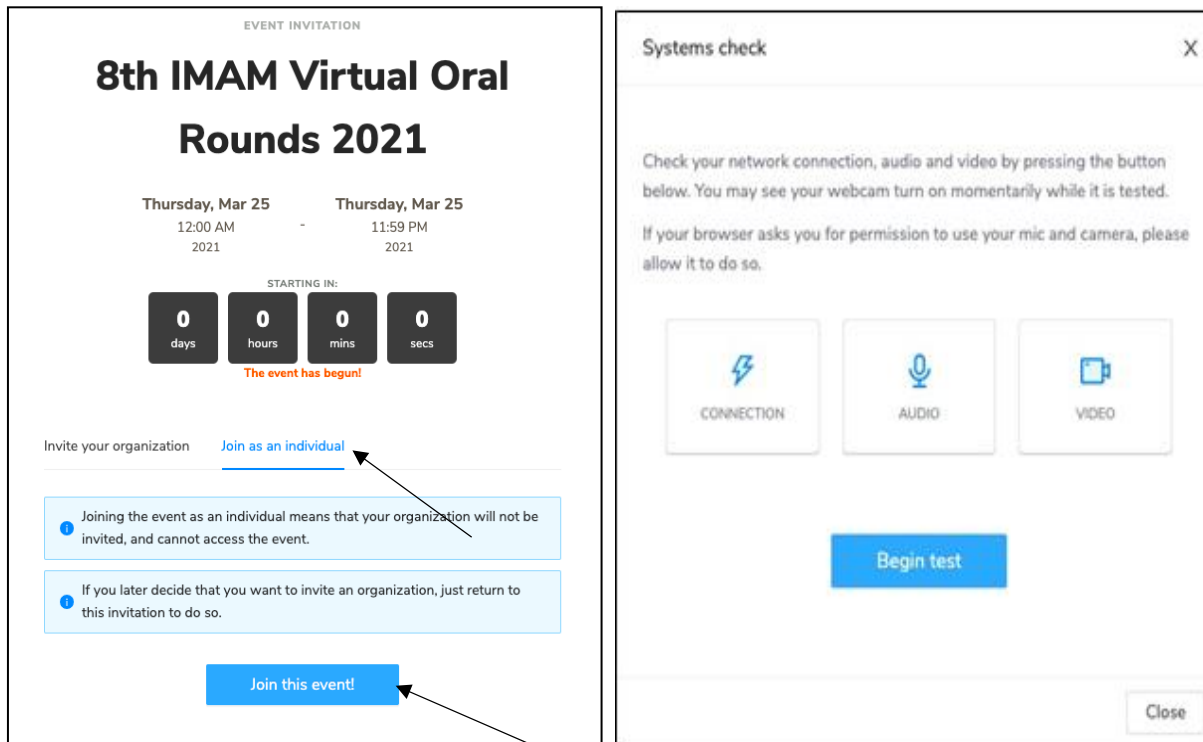 EVENT INVITATION
8th IMAM Virtual Oral
Rounds 2021
Thursday, Mar 25
12:00 AM
2021
-
Thursday, Mar 25
11:59 PM
2021
STARTING IN:
0
days
0
hours
0
mins
0
secs
The event has begun!
Invite your organization
Join as an individual
Joining the event as an individual means that your organization will not be
invited, and cannot access the event.
If you later decide that you want to invite an organization, just return to
this invitation to do so.
Join this event!
Systems check
X
Check your network connection, audio and video by pressing the button
below. You may see your webcam turn on momentarily while it is tested.
If your browser asks you for permission to use your mic and camera, please
allow it to do so.
CONNECTION
AUDIO
VIDEO
Begin test
Close